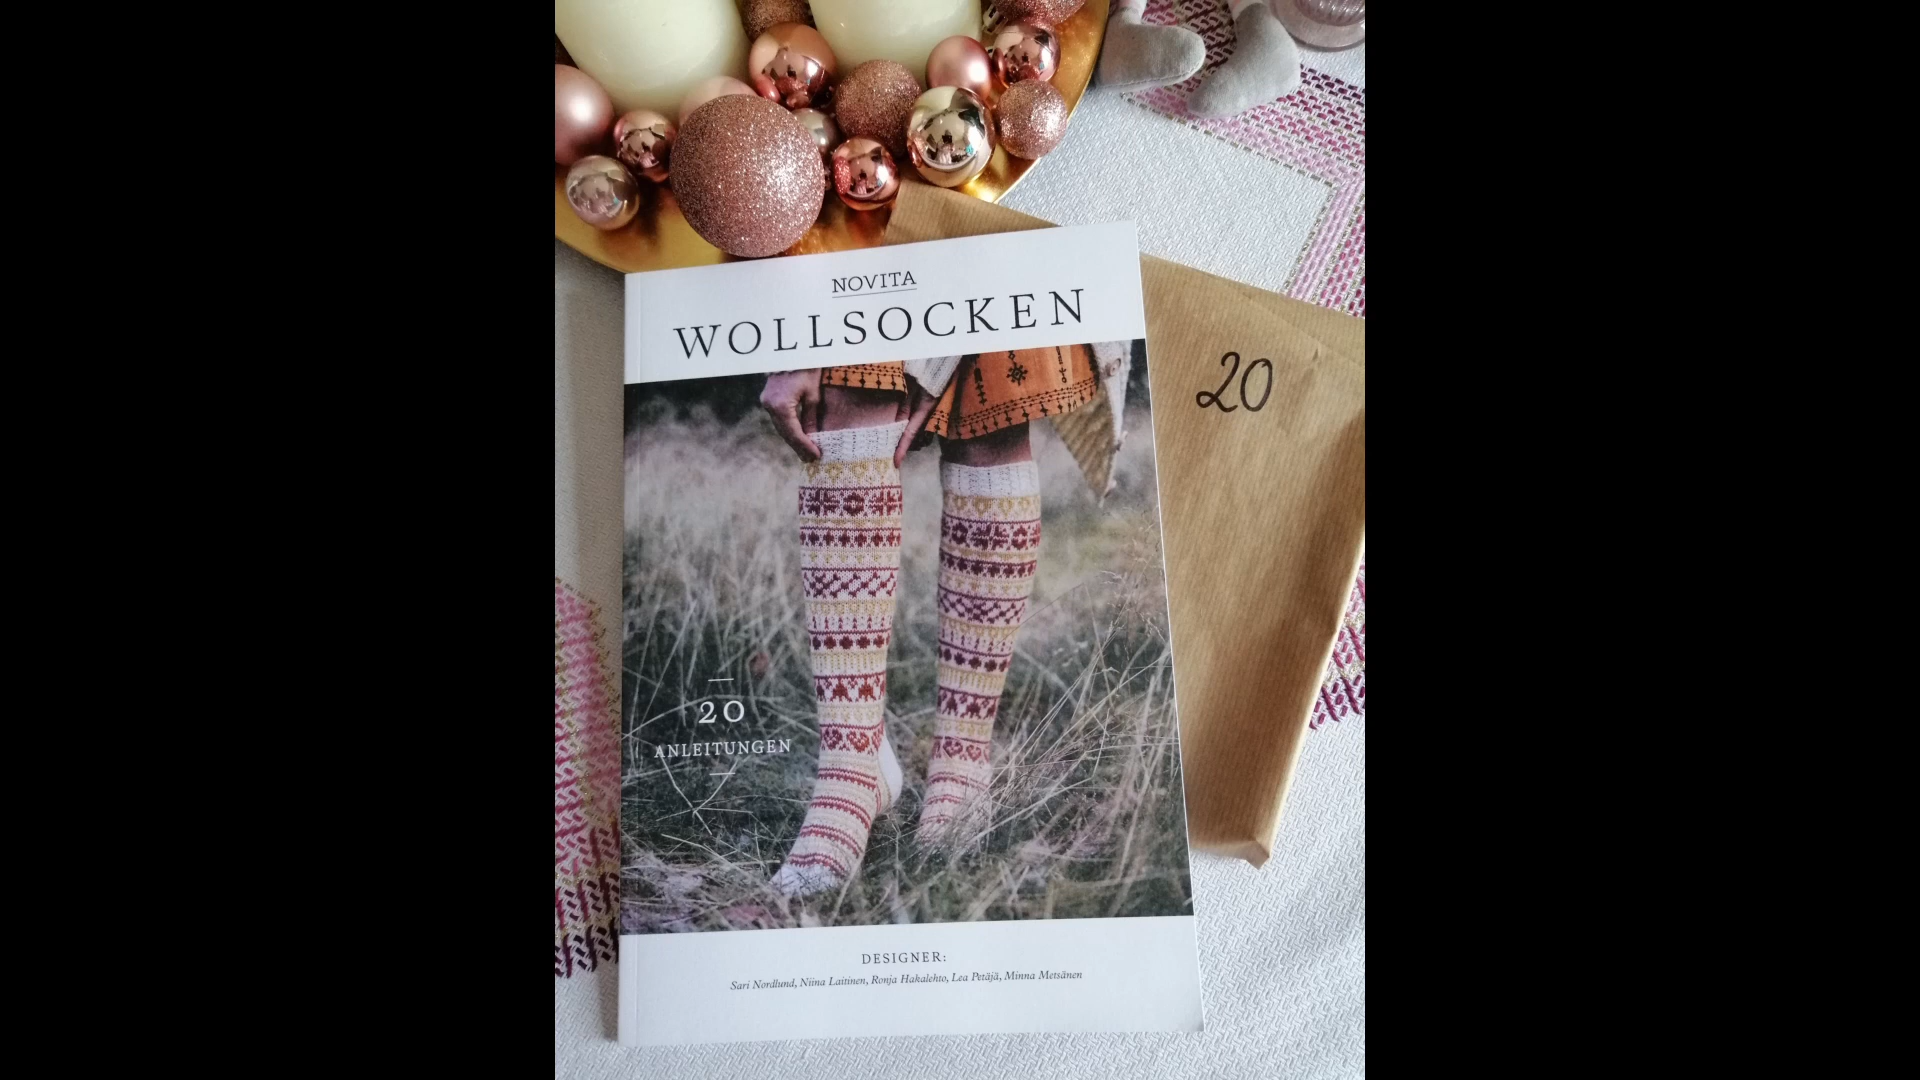 NOVITA
WOLLSOCKEN
20
20
ANLEITUNGEN
DESIGNER:
Sari Nordlund, Niina Laitinen, Ronja Hakalehto, Lea Petäjä, Minna Metsänen